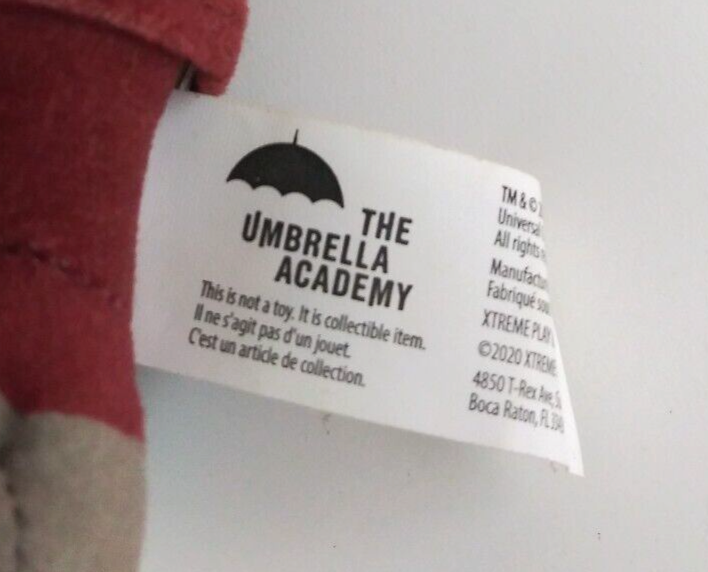 THE
UMBRELLA
ACADEMY
This is not a toy. It is collectible item.
Il ne s'agit pas d'un jouet.
C'est un article de collection.
TM & ©
Universal
All rights
XTREME PLAY
©2020 XTREME
4850 T-Rex Ave,
Boca Raton, FL